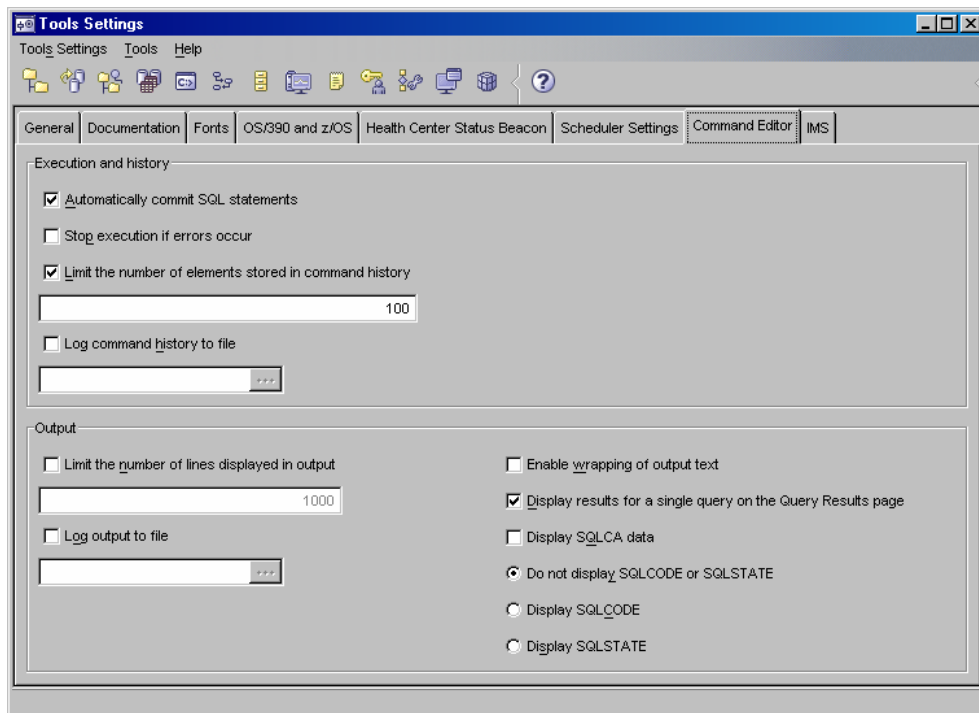 Tools Settings
Tools Settings Tools Help
General Documentation Fonts OS/390 and z/OS Health Center Status Beacon Scheduler Settings Command Editor IMS
Execution and history
Automatically commit SQL statements
Stop execution if errors occur
Limit the number of elements stored in command history
100
Log command history to file
...
Output
Limit the number of lines displayed in output
1000
Log output to file
...
Enable wrapping of output text
Display results for a single query on the Query Results page
Display SQLCA data
Do not display SQLCODE or SQLSTATE
Display SQLCODE
Display SQLSTATE